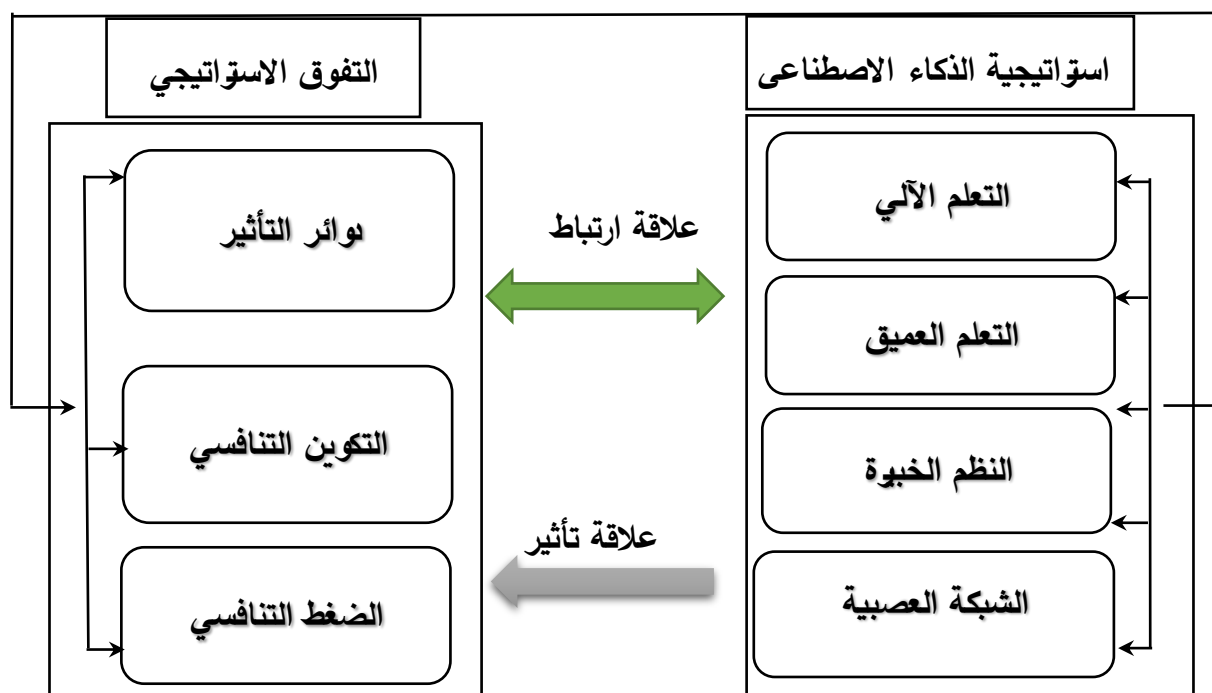 استراتيجية الذكاء الاصطناعى
التفوق الاستراتيجي
التعلم الآلي
التعلم العميق
النظم الخبيرة
الشبكة العصبية
علاقة ارتباط
علاقة تأثير
دوائر التأثير
التكوين التنافسي
الضغط التنافسي